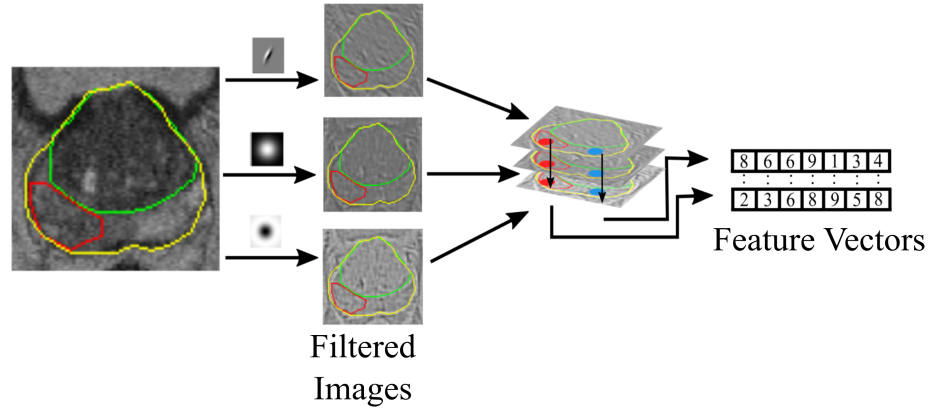 8 6 6 9 1 3 4
2 3 6 8 9 5 8
Feature Vectors
Filtered
Images